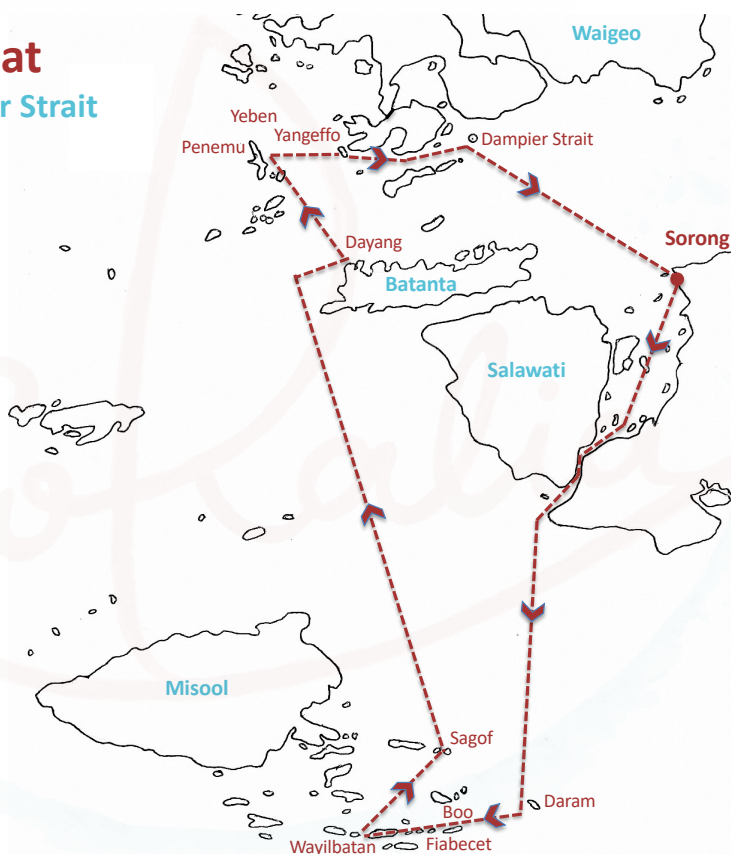 at
r Strait
Waigeo
Yeben
Yangeffo
Penemu
Dampier Strait
Dayang
Sorong
Batanta
Salawati
Misool
Sagof
Boo
Daram
Wayilbatan
Fiabecet